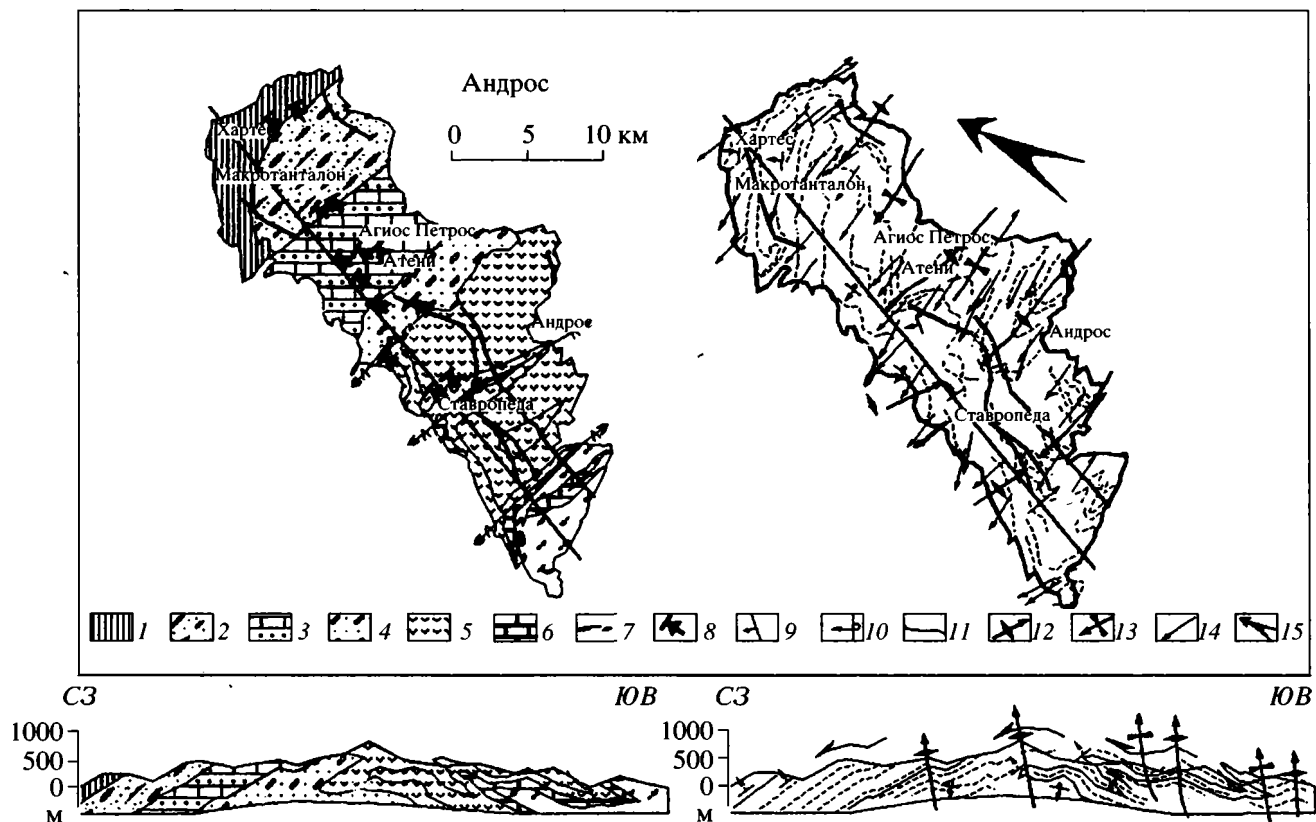 Андрос
0 5 10 км
Хартес
Макротанталон
Агиос Петрос
Атени
Андрос
Ставропеда
Хартес
Макротанталон
Агиос Петрос
Атени
Андрос
Ставропеда
1 2 3 4 5 6 7 8 9 10 11 12 13 14 15
СЗ ЮВ
1000
500
0
м
СЗ ЮВ
1000
500
0
м